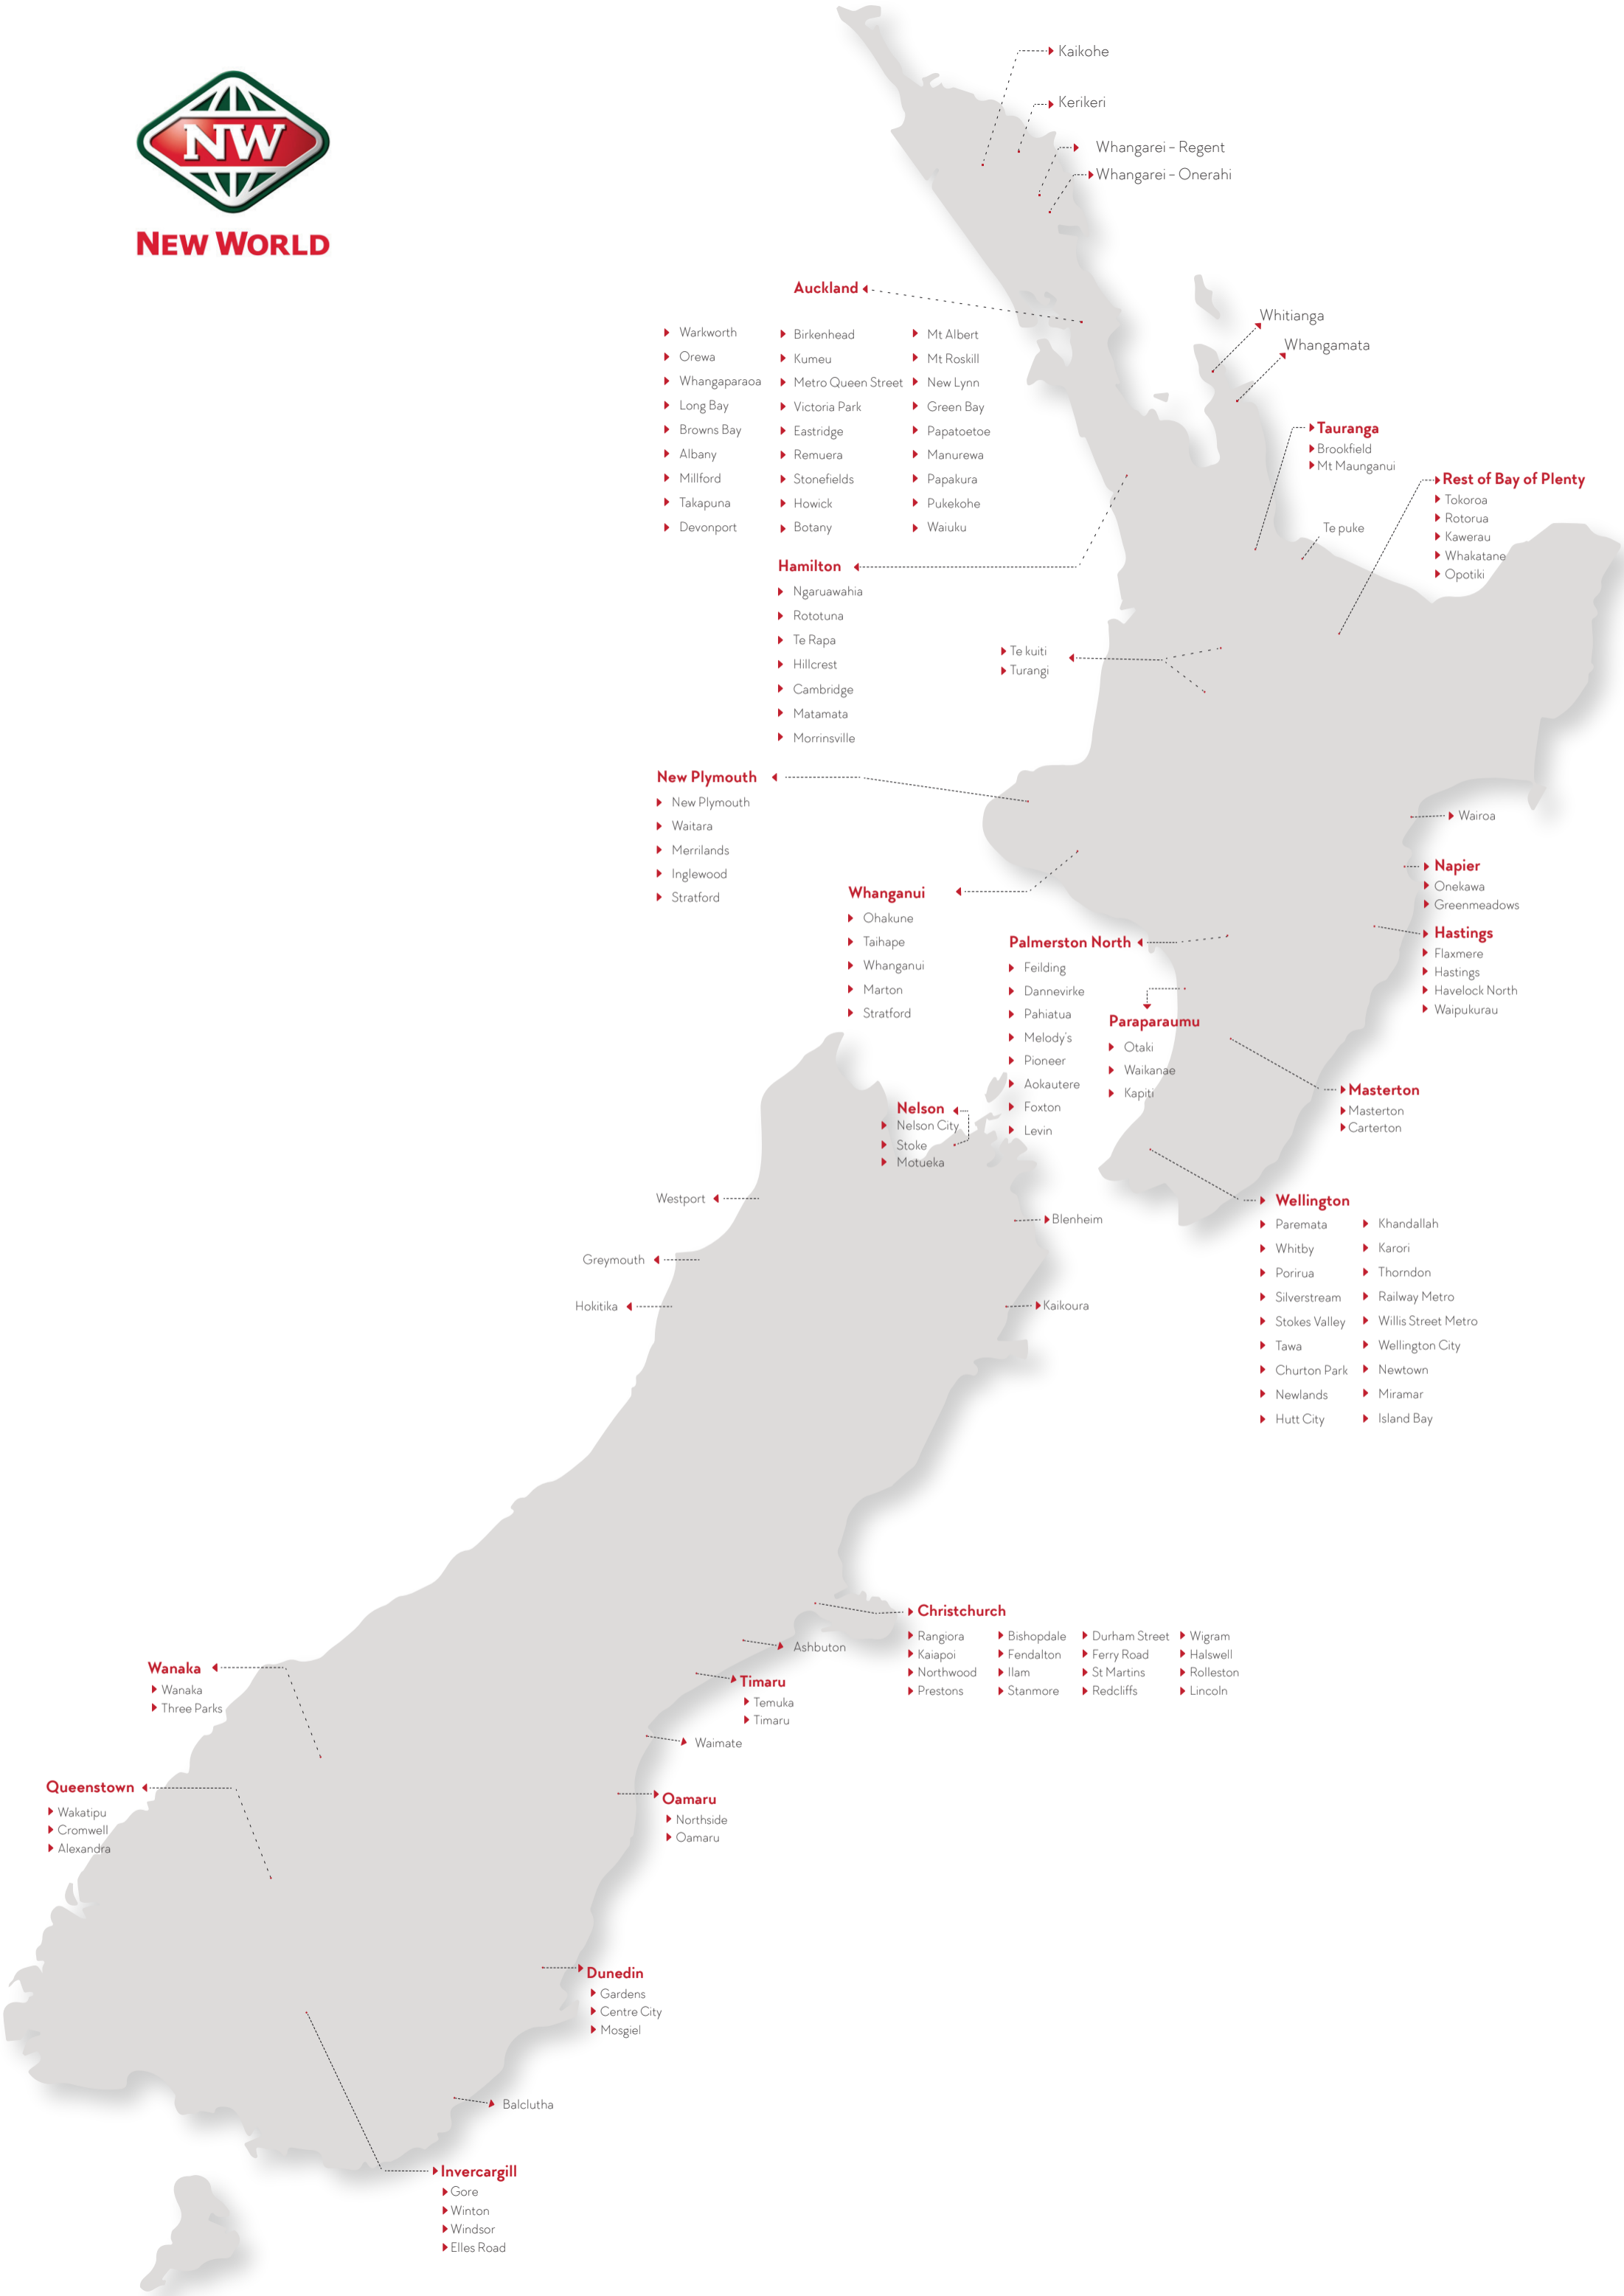 NW
NEW WORLD
Kaikohe
Kerikeri
Whangarei – Regent
Whangarei – Onerahi
Auckland
Warkworth
Orewa
Whangaparaoa
Long Bay
Browns Bay
Albany
Millford
Takapuna
Devonport
Birkenhead
Kumeu
Metro Queen Street
Victoria Park
Eastridge
Remuera
Stonefields
Howick
Botany
Mt Albert
Mt Roskill
New Lynn
Green Bay
Papatoetoe
Manurewa
Papakura
Pukekohe
Waiuku
Whitianga
Whangamata
Tauranga
Brookfield
Mt Maunganui
Rest of Bay of Plenty
Tokoroa
Rotorua
Kawerau
Whakatane
Opotiki
Te puke
Hamilton
Ngaruawahia
Rototuna
Te Rapa
Hillcrest
Cambridge
Matamata
Morrinsville
Te kuiti
Turangi
New Plymouth
New Plymouth
Waitara
Merrilands
Inglewood
Stratford
Wairoa
Napier
Onekawa
Greenmeadows
Whanganui
Ohakune
Taihape
Whanganui
Marton
Stratford
Hastings
Flaxmere
Hastings
Havelock North
Waipukurau
Palmerston North
Feilding
Dannevirke
Pahiatua
Melody's
Pioneer
Aokautere
Foxton
Levin
Paraparaumu
Otaki
Waikanae
Kapiti
Masterton
Masterton
Carterton
Nelson
Nelson City
Stoke
Motueka
Westport
Greymouth
Hokitika
Blenheim
Kaikoura
Wellington
Paremata
Whitby
Porirua
Silverstream
Stokes Valley
Tawa
Churton Park
Newlands
Hutt City
Khandallah
Karori
Thorndon
Railway Metro
Willis Street Metro
Wellington City
Newtown
Miramar
Island Bay
Christchurch
Rangiora
Kaiapoi
Northwood
Prestons
Bishopdale
Fendalton
Ilam
Stanmore
Durham Street
Ferry Road
St Martins
Redcliffs
Wigram
Halswell
Rolleston
Lincoln
Ashbuton
Wanaka
Wanaka
Three Parks
Timaru
Temuka
Timaru
Waimate
Queenstown
Wakatipu
Cromwell
Alexandra
Oamaru
Northside
Oamaru
Dunedin
Gardens
Centre City
Mosgiel
Balclutha
Invercargill
Gore
Winton
Windsor
Elles Road